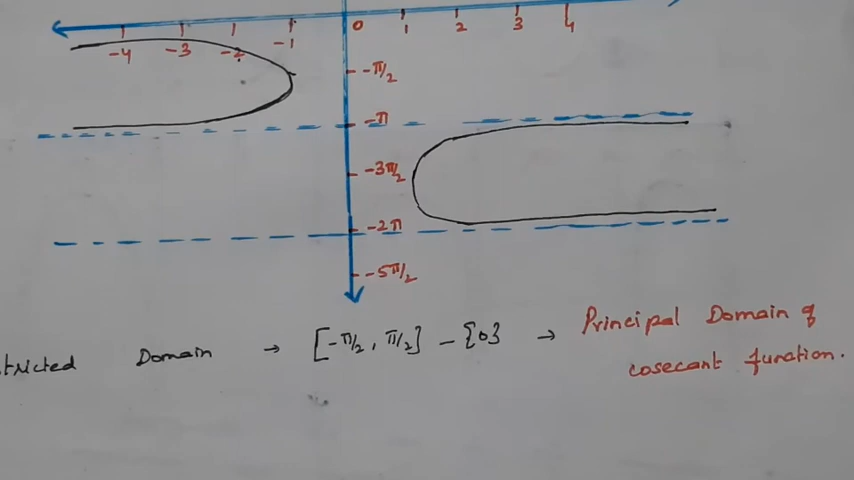 -4 -3 -2 -1 0 1 2 3 4
-π/2
-π
-3π/2
-2π
-5π/2
stricted Domain → [-π/2, π/2] - {0} → Principal Domain of
cosecant function.